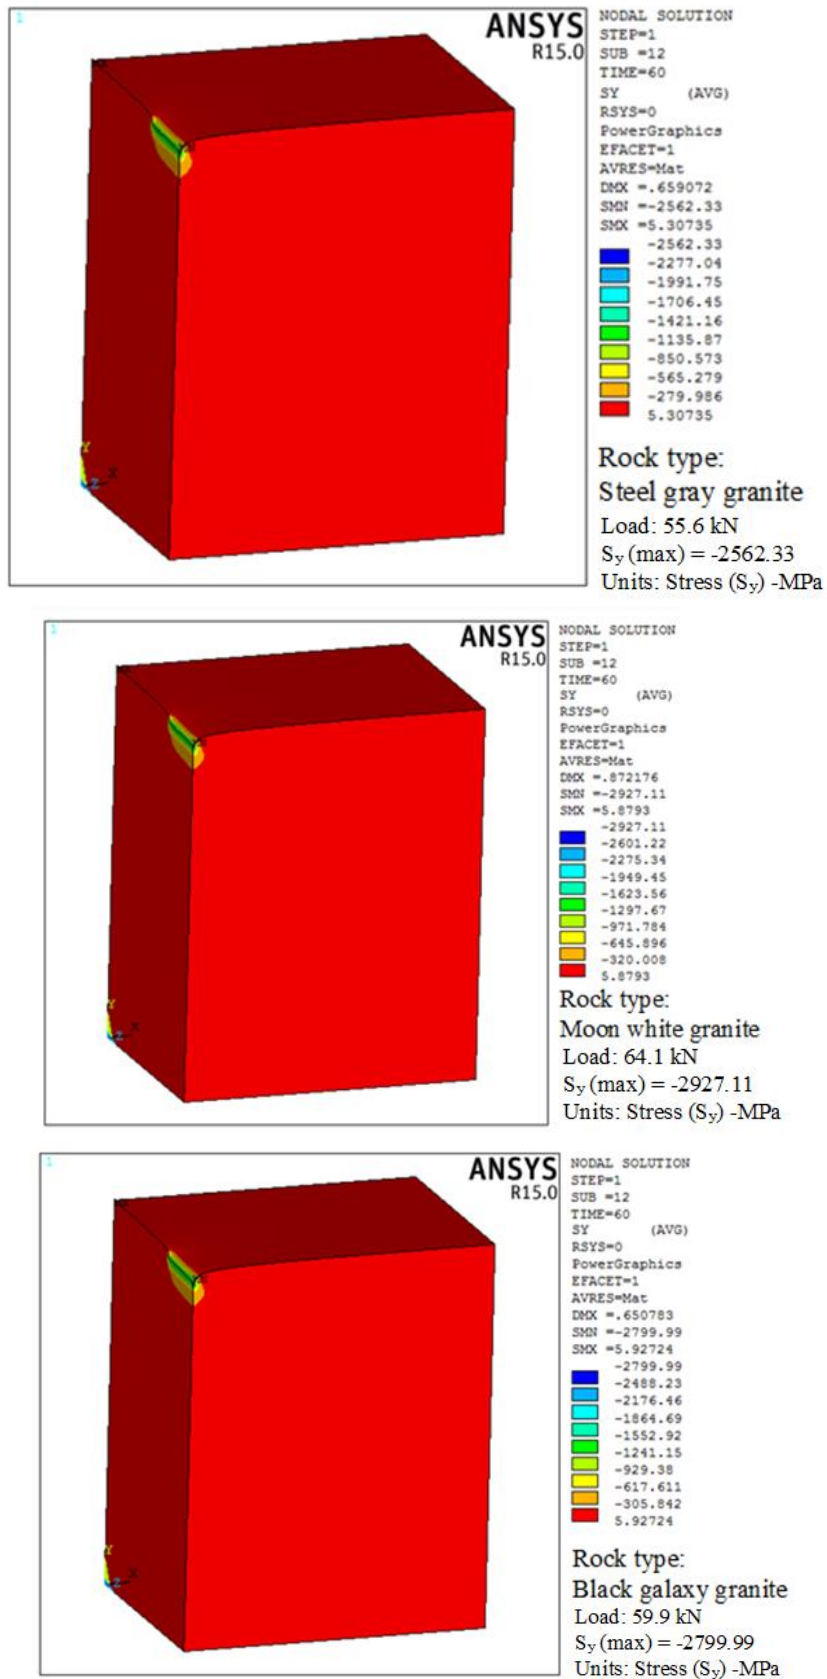 1
ANSYS
R15.0
NODAL SOLUTION
STEP=1
SUB =12
TIME=60
SY (AVG)
RSYS=0
PowerGraphics
EFACET=1
AVRES=Mat
DMX =.659072
SMN =-2562.33
SMX =5.30735
-2562.33
-2277.04
-1991.75
-1706.45
-1421.16
-1135.87
-850.573
-565.279
-279.986
5.30735
Y
Z
X
Rock type:
Steel gray granite
Load: 55.6 kN
Sy (max) = -2562.33
Units: Stress (Sy) -MPa
1
ANSYS
R15.0
NODAL SOLUTION
STEP=1
SUB =12
TIME=60
SY (AVG)
RSYS=0
PowerGraphics
EFACET=1
AVRES=Mat
DMX =.872176
SMN =-2927.11
SMX =5.8793
-2927.11
-2601.22
-2275.34
-1949.45
-1623.56
-1297.67
-971.784
-645.896
-320.008
5.8793
Y
Z
X
Rock type:
Moon white granite
Load: 64.1 kN
Sy (max) = -2927.11
Units: Stress (Sy) -MPa
1
ANSYS
R15.0
NODAL SOLUTION
STEP=1
SUB =12
TIME=60
SY (AVG)
RSYS=0
PowerGraphics
EFACET=1
AVRES=Mat
DMX =.650783
SMN =-2799.99
SMX =5.92724
-2799.99
-2488.23
-2176.46
-1864.69
-1552.92
-1241.15
-929.38
-617.611
-305.842
5.92724
Y
Z
X
Rock type:
Black galaxy granite
Load: 59.9 kN
Sy (max) = -2799.99
Units: Stress (Sy) -MPa